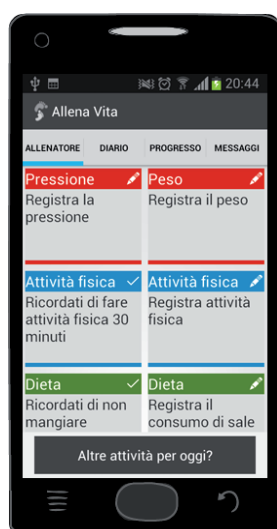 20:44
Allena Vita
ALLENATORE DIARIO PROGRESSO MESSAGGI
Pressione
Registra la
pressione
Peso
Registra il peso
Attività fisica
Ricordati di fare
attività fisica 30
minuti
Attività fisica
Registra attività
fisica
Dieta
Ricordati di non
mangiare
Dieta
Registra il
consumo di sale
Altre attività per oggi?